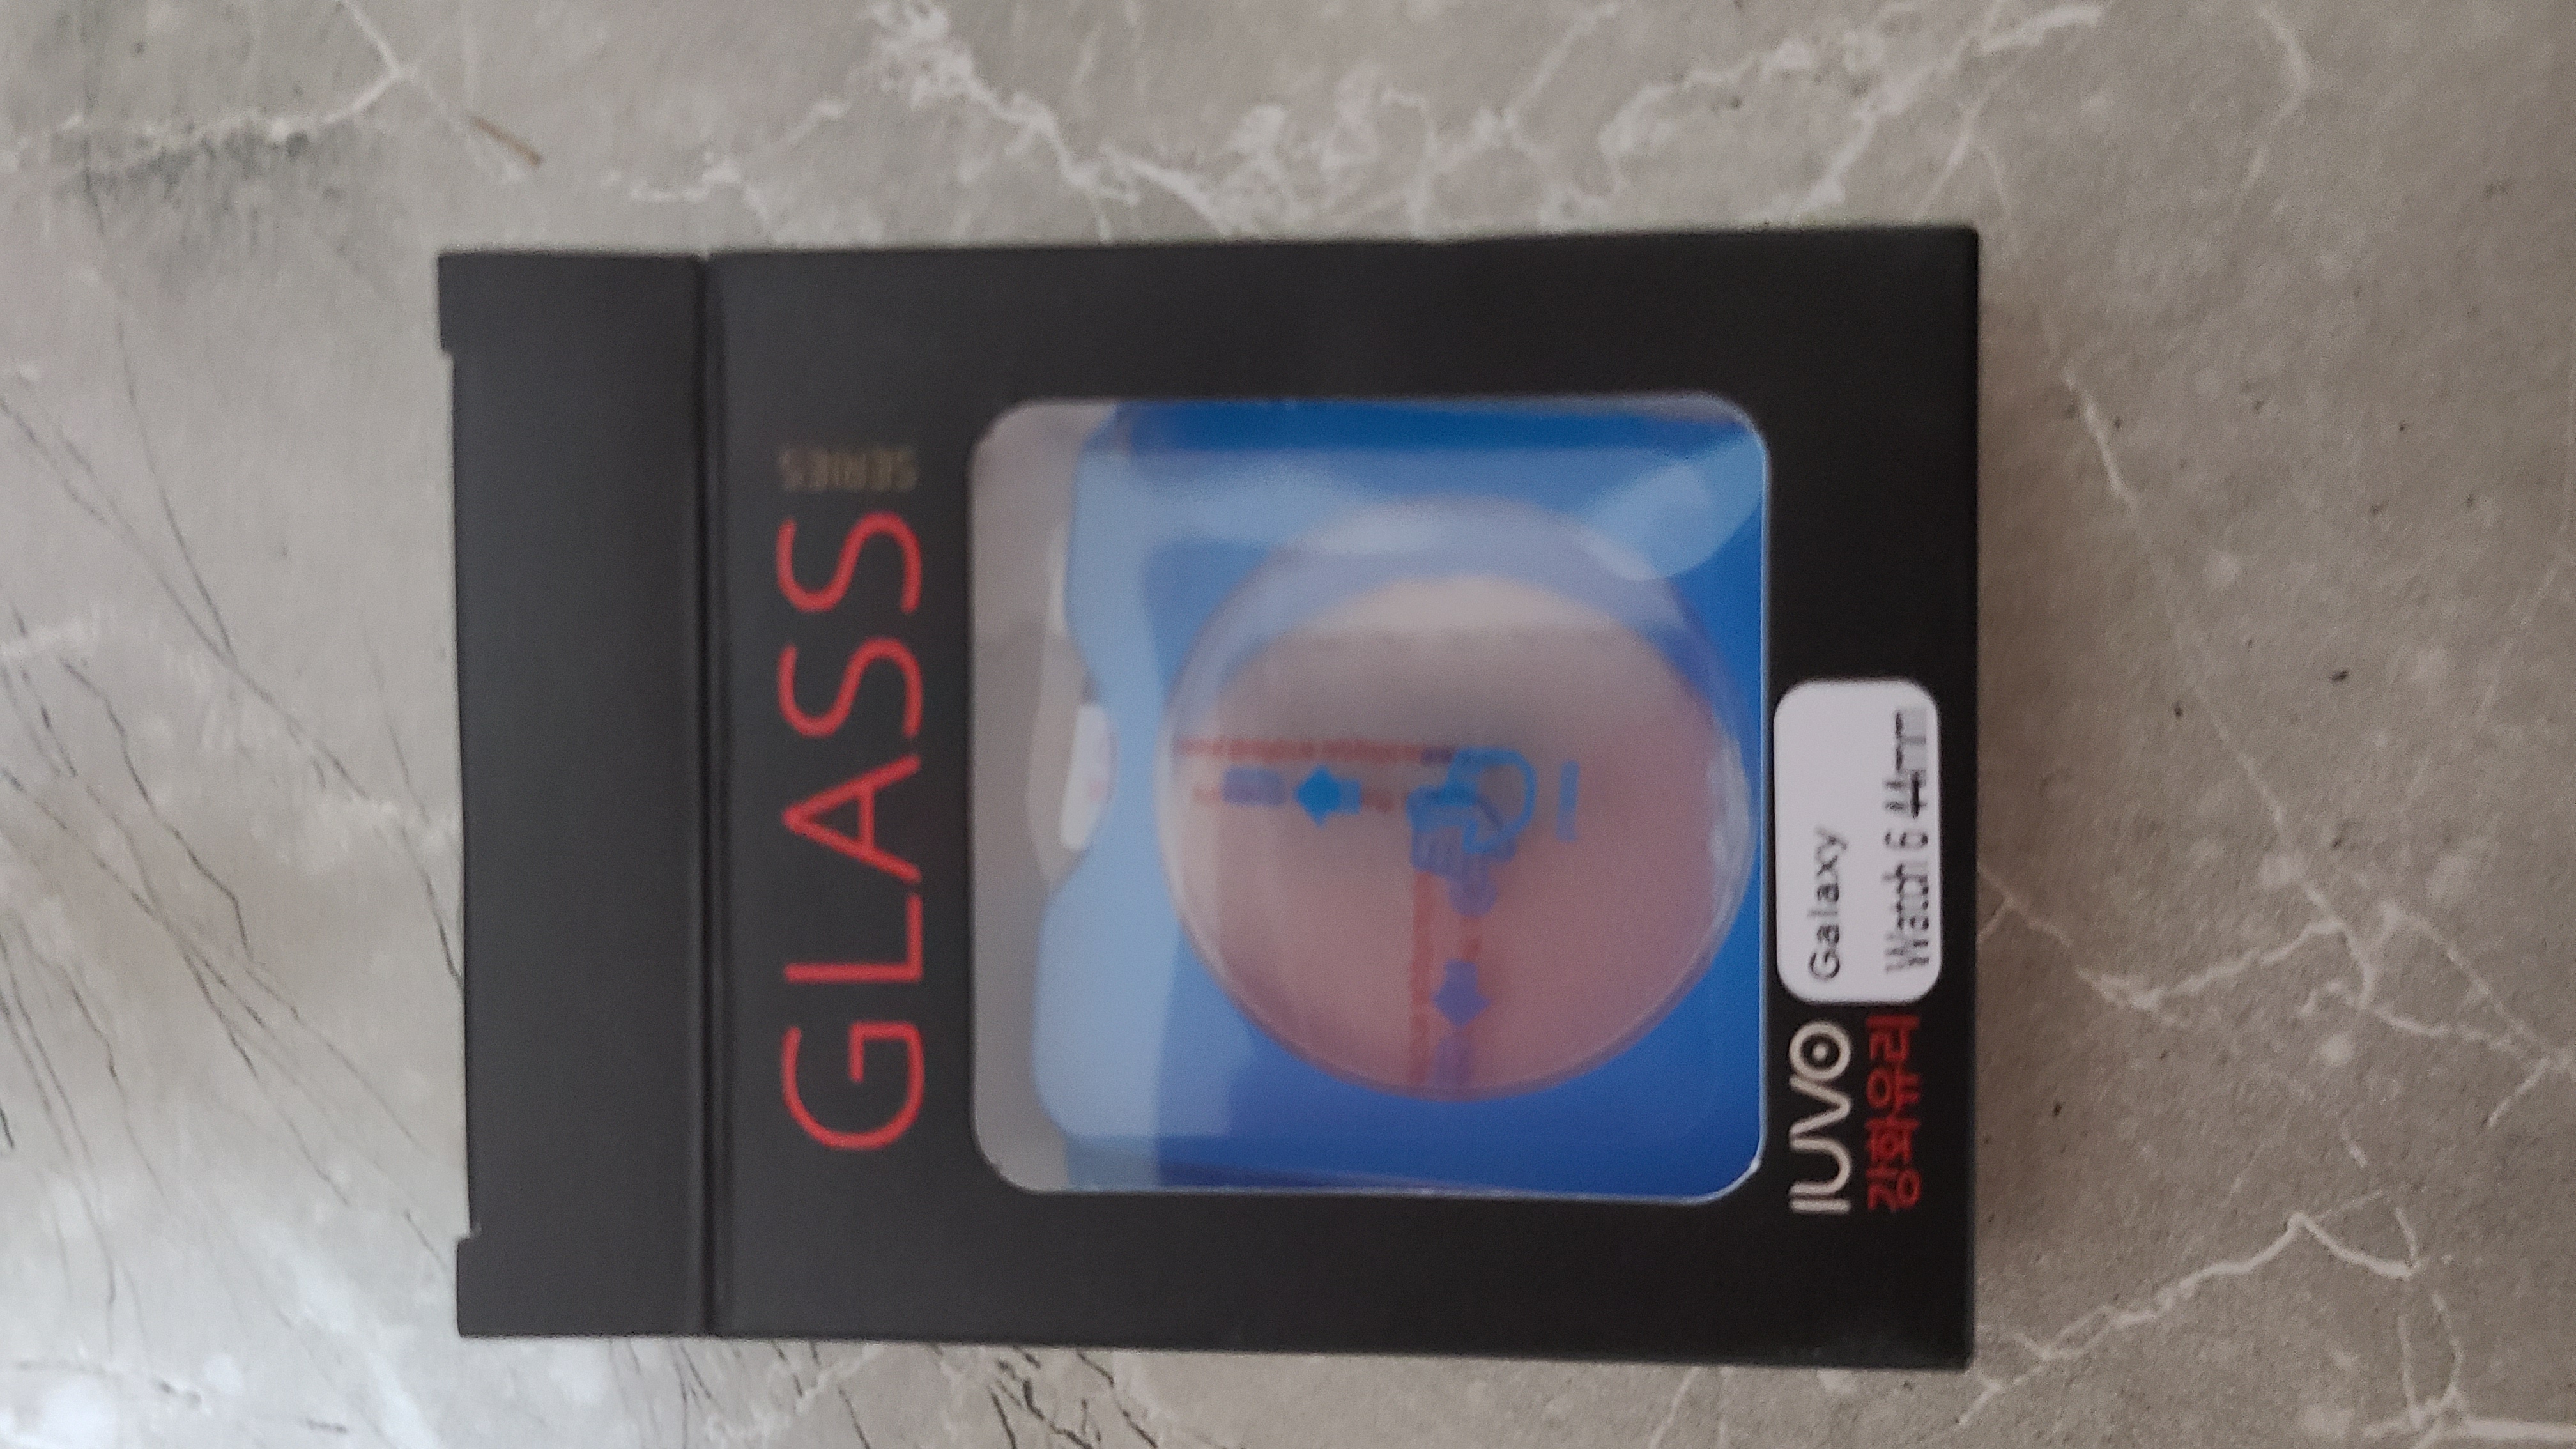 GLASS
SERIES
IUVO
강화유리
Galaxy
Watch 6 44mm